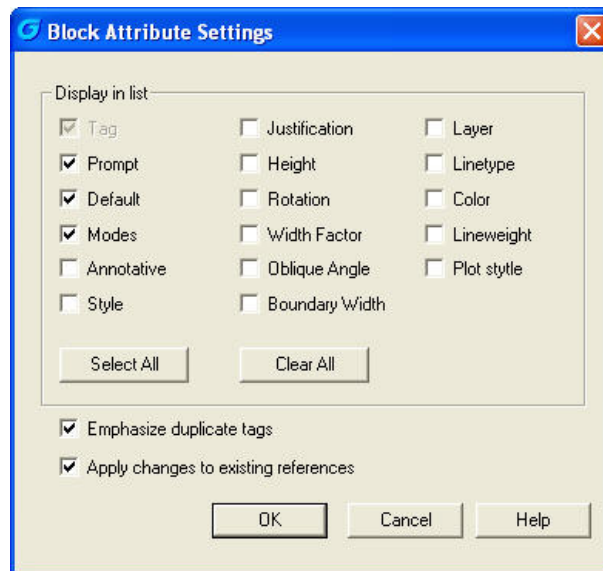 Block Attribute Settings
Display in list
Tag Justification Layer
Prompt Height Linetype
Default Rotation Color
Modes Width Factor Lineweight
Annotative Oblique Angle Plot stytle
Style Boundary Width
Select All Clear All
Emphasize duplicate tags
Apply changes to existing references
OK Cancel Help